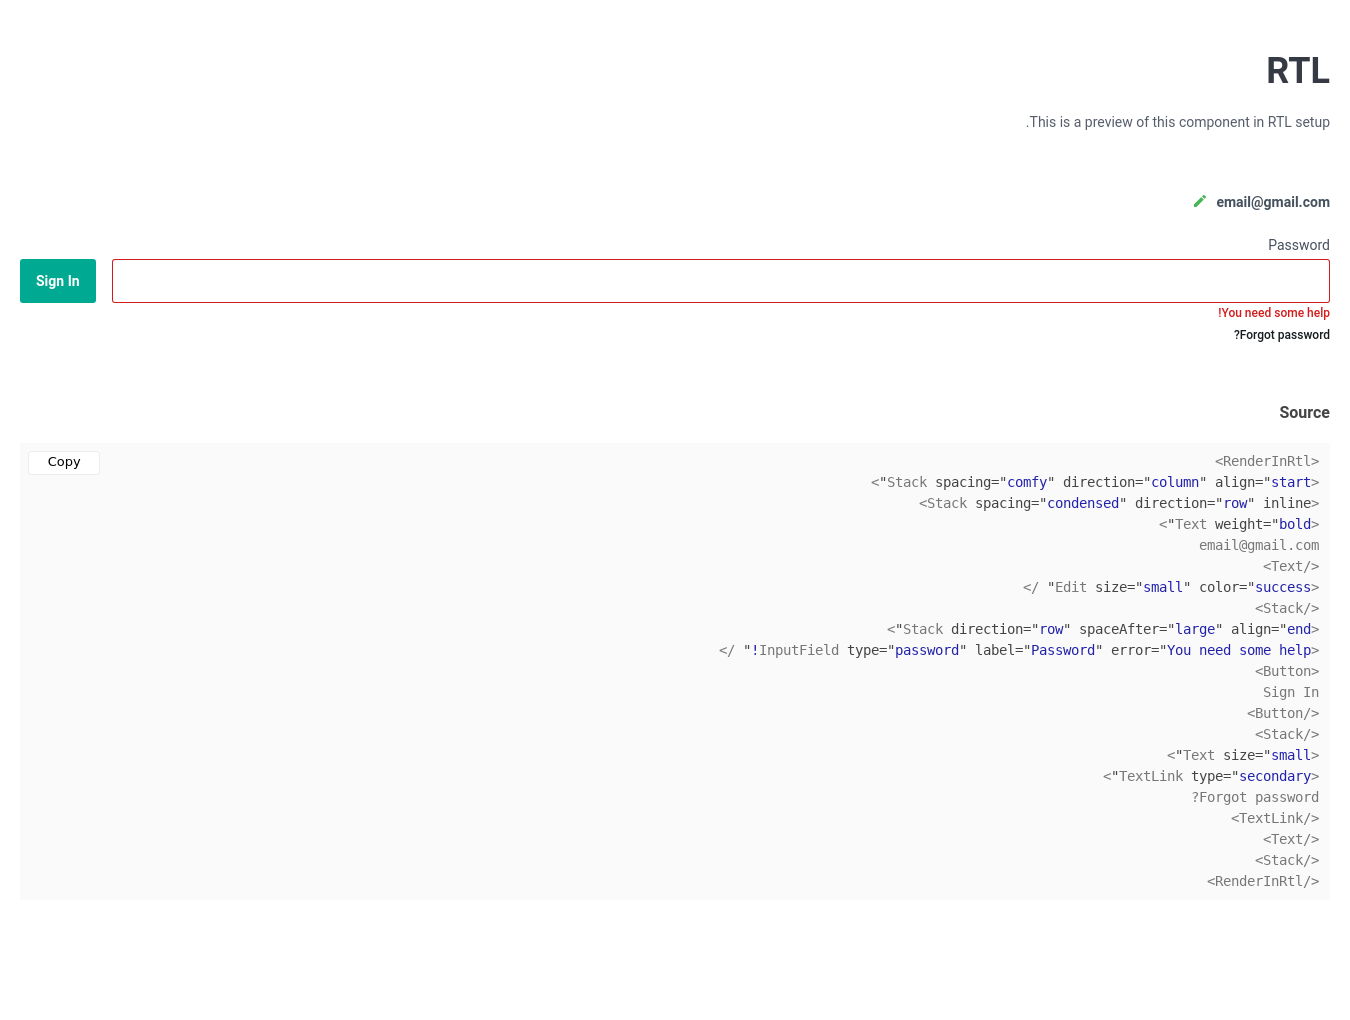 RTL
.This is a preview of this component in RTL setup
email@gmail.com
Password
Sign In
!You need some help
?Forgot password
Source
Copy
<RenderInRtl>
<"Stack spacing="comfy" direction="column" align="start>
<Stack spacing="condensed" direction="row" inline>
<"Text weight="bold>
email@gmail.com
<Text/>
</ "Edit size="small" color="success>
<Stack/>
<"Stack direction="row" spaceAfter="large" align="end>
</ "!InputField type="password" label="Password" error="You need some help>
<Button>
Sign In
<Button/>
<Stack/>
<"Text size="small>
<"TextLink type="secondary>
?Forgot password
<TextLink/>
<Text/>
<Stack/>
<RenderInRtl/>